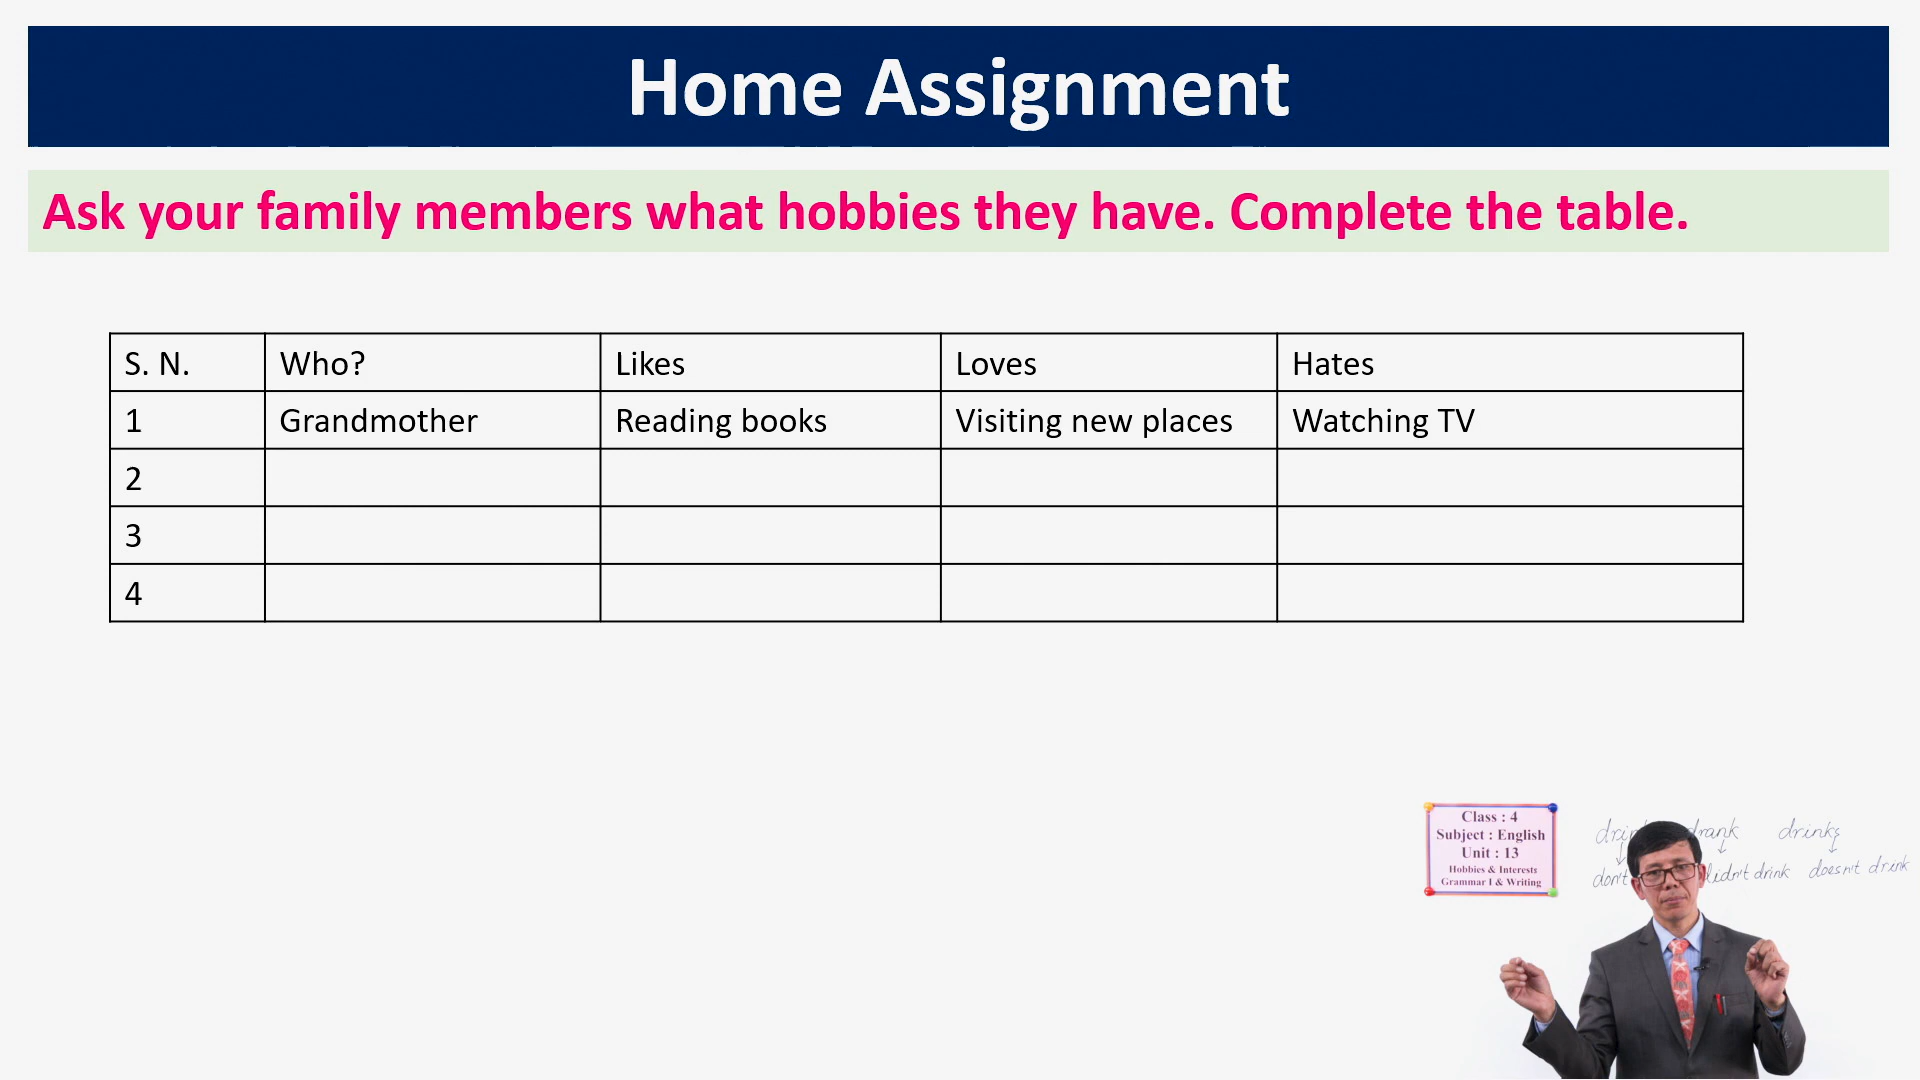 Home Assignment
Ask your family members what hobbies they have. Complete the table.
S. N. Who? Likes Loves Hates
1 Grandmother Reading books Visiting new places Watching TV
2
3
4
Class : 4
Subject : English
Unit : 13
Hobbies & Interests
Grammar I & Writing
drank drinks
don't didn't drink doesn't drink